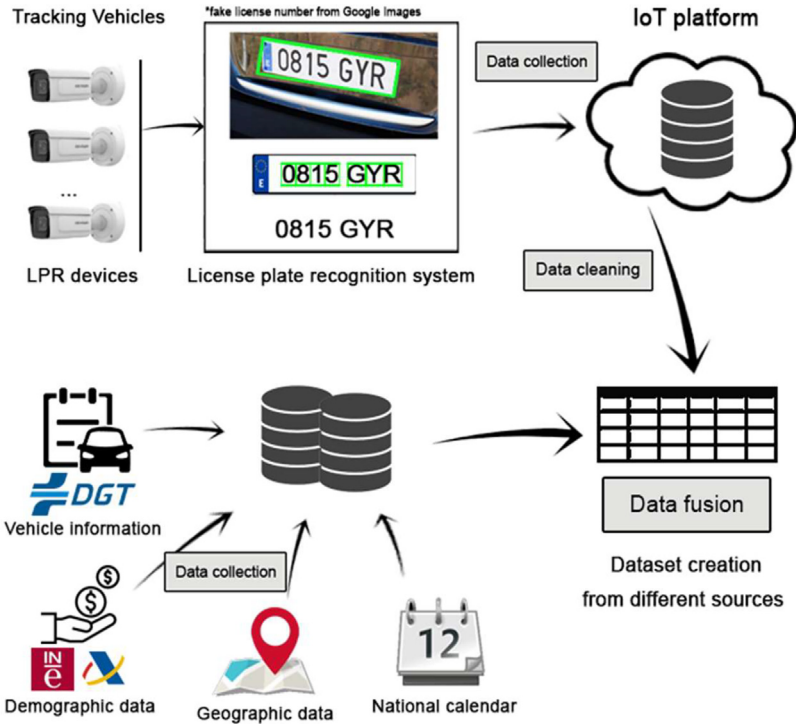 Tracking Vehicles
*fake license number from Google Images
IoT platform
E 0815 GYR
Data collection
E 0815 GYR
...
0815 GYR
LPR devices
License plate recognition system
Data cleaning
DGT
Vehicle information
Data fusion
Data collection
Dataset creation
from different sources
$
$
12
IN
e
Demographic data
Geographic data
National calendar